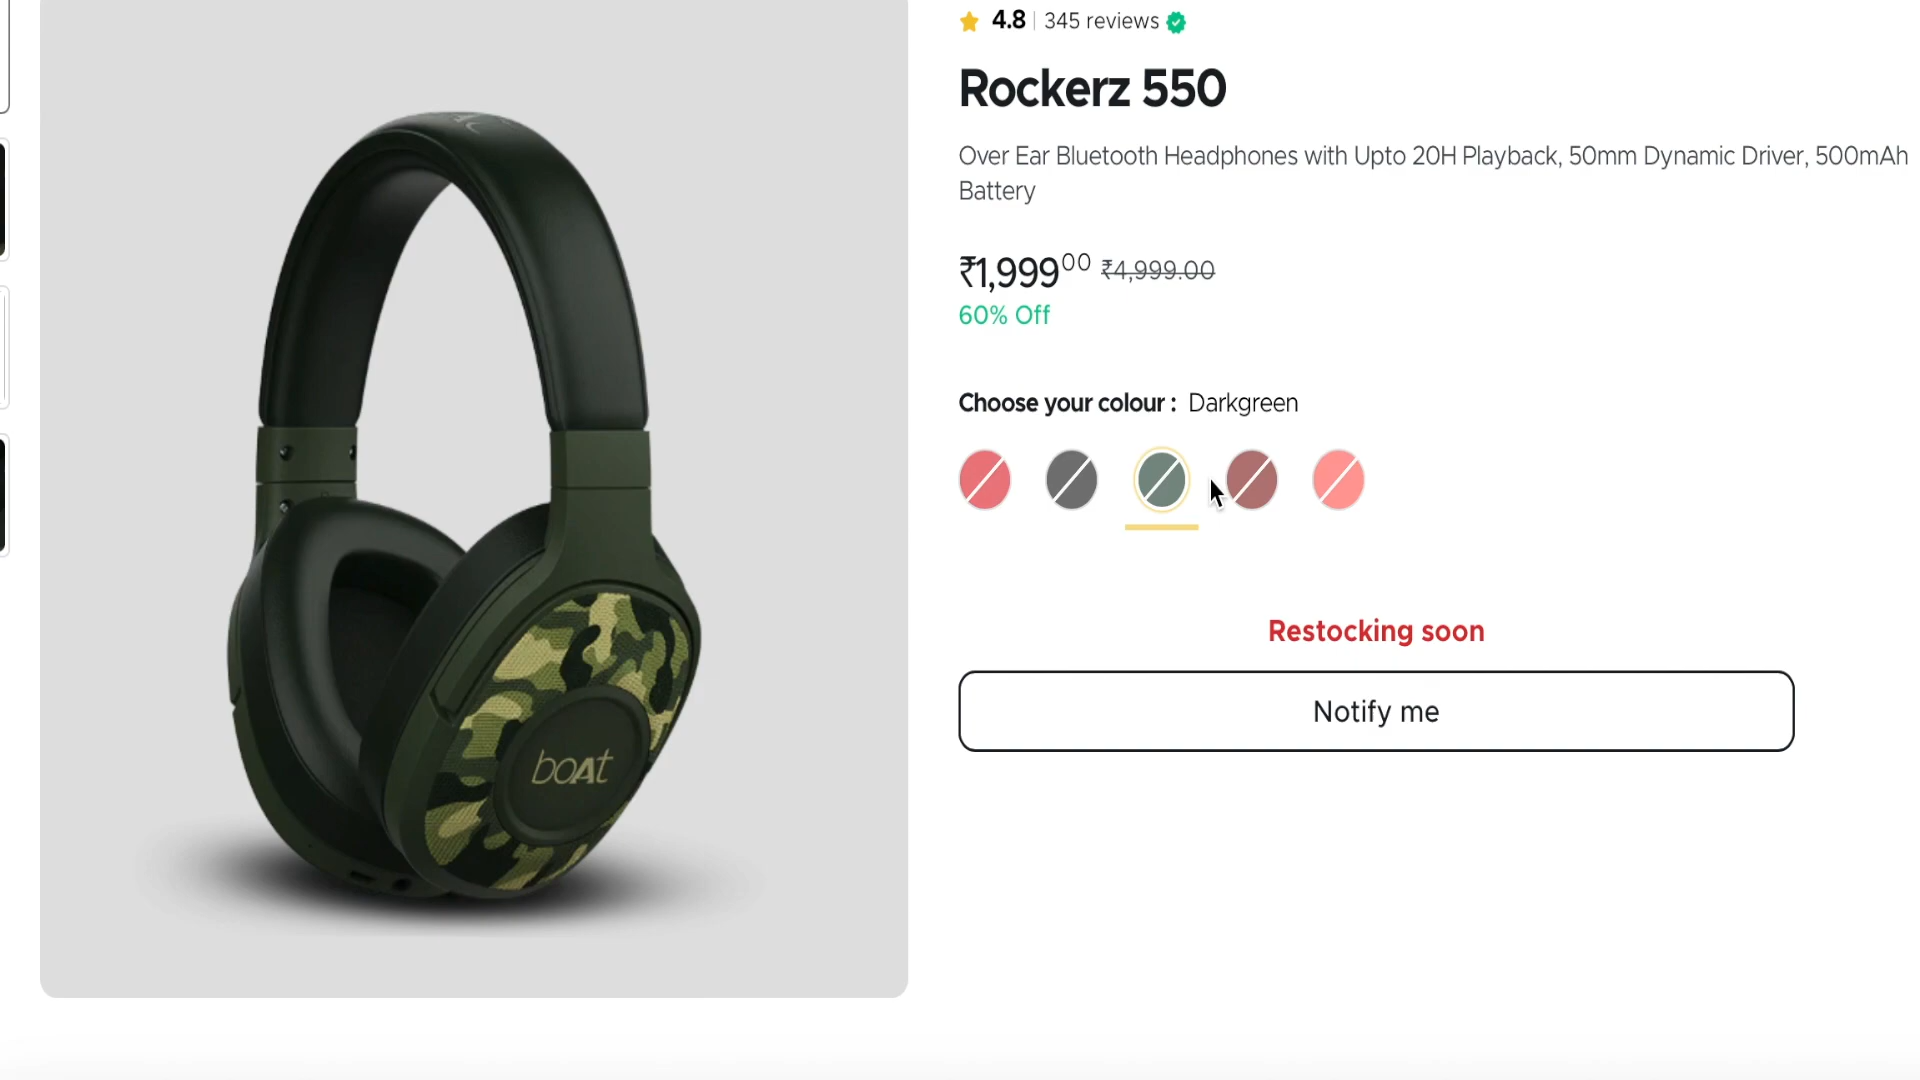 4.8 | 345 reviews
Rockerz 550
Over Ear Bluetooth Headphones with Upto 20H Playback, 50mm Dynamic Driver, 500mAh
Battery
₹1,999⁰⁰ ₹4,999.00
60% Off
Choose your colour : Darkgreen
Restocking soon
Notify me
boAt